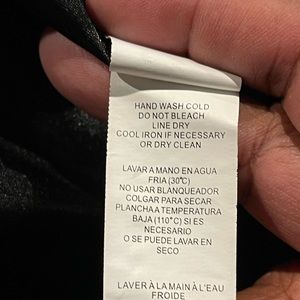 HAND WASH COLD
DO NOT BLEACH
LINE DRY
COOL IRON IF NECESSARY
OR DRY CLEAN
LAVAR A MANO EN AGUA
FRIA (30°C)
NO USAR BLANQUEADOR
COLGAR PARA SECAR
PLANCHA A TEMPERATURA
BAJA (110°C) SI ES
NECESARIO
O SE PUEDE LAVAR EN
SECO
LAVER À LA MAIN À L'EAU
FROIDE